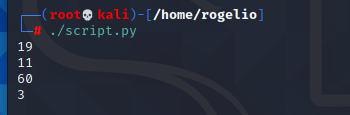 ┌──(root💀kali)-[/home/rogelio]
└─# ./script.py
19
11
60
3